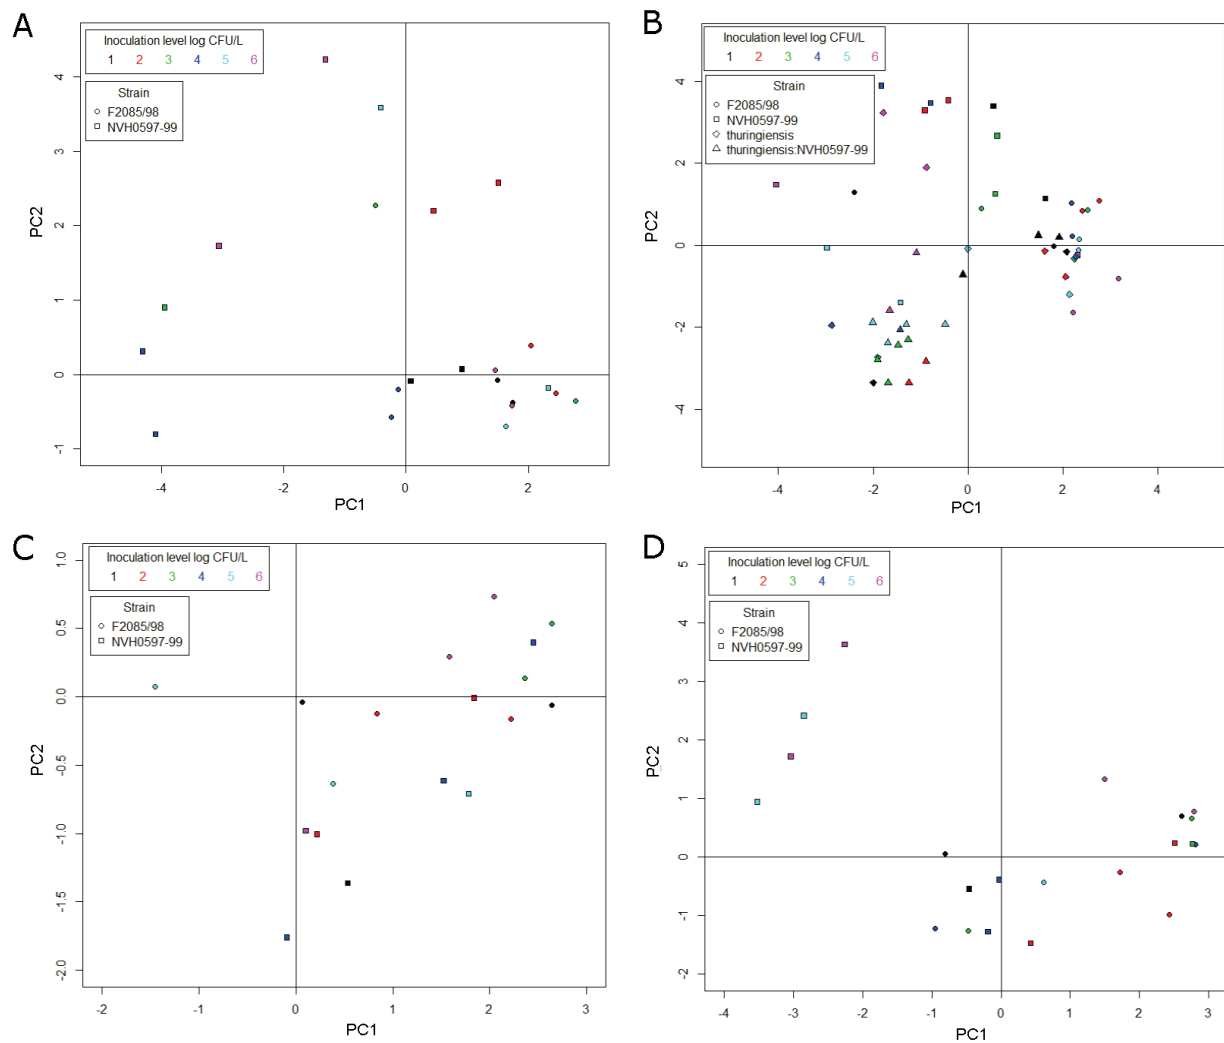 A
Inoculation level log CFU/L
1 2 3 4 5 6
Strain
F2085/98
NVH0597-99
PC2
4
3
2
1
0
-1
-4 -2 0 2
PC1
B
Inoculation level log CFU/L
1 2 3 4 5 6
Strain
F2085/98
NVH0597-99
thuringiensis
thuringiensis:NVH0597-99
PC2
4
2
0
-2
-4
-4 -2 0 2 4
PC1
C
Inoculation level log CFU/L
1 2 3 4 5 6
Strain
F2085/98
NVH0597-99
PC2
1.0
0.5
0.0
-0.5
-1.0
-1.5
-2.0
-2 -1 0 1 2 3
PC1
D
Inoculation level log CFU/L
1 2 3 4 5 6
Strain
F2085/98
NVH0597-99
PC2
5
4
3
2
1
0
-1
-2
-4 -3 -2 -1 0 1 2 3
PC1